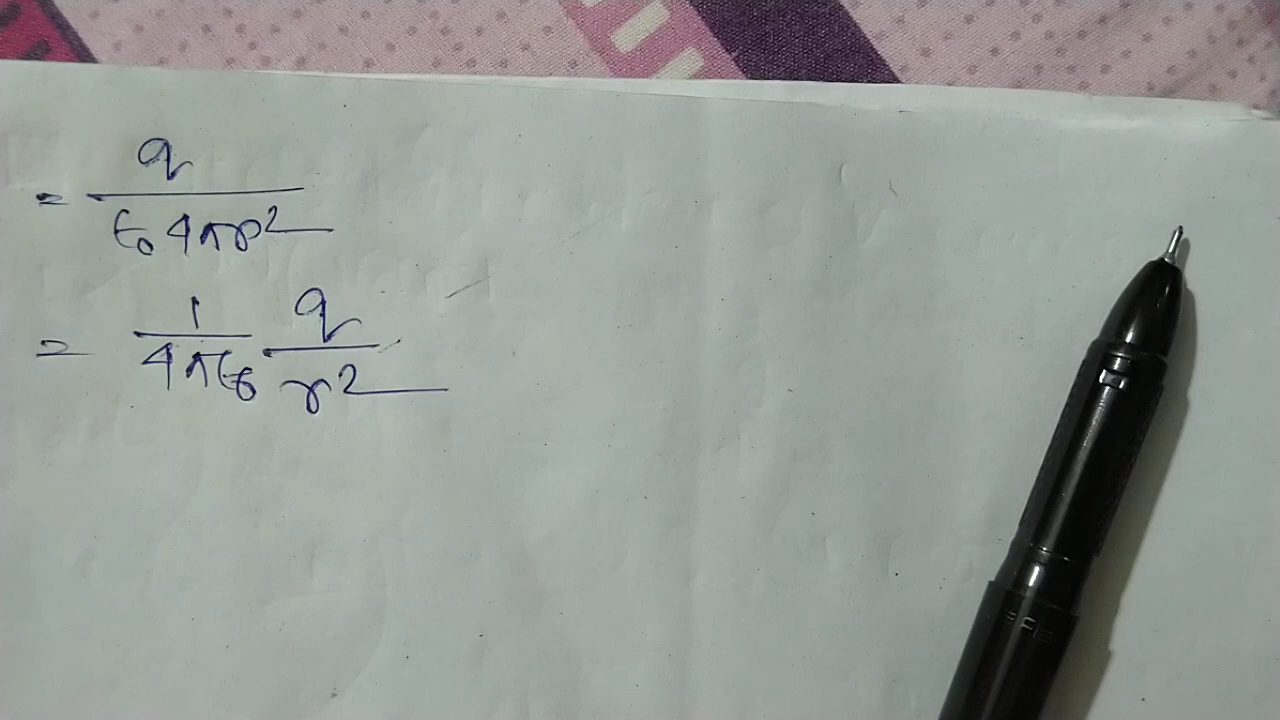 = q / ε₀ 4πr²
= 1 / 4πε₀ q / r²